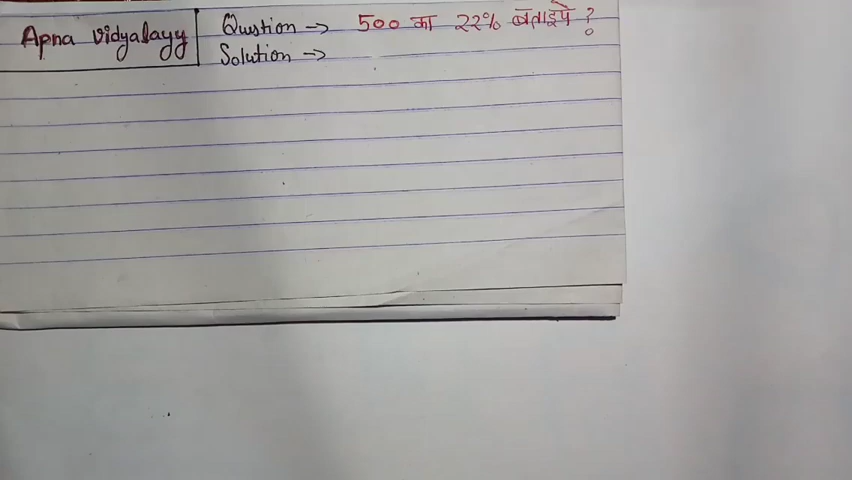 Apna Vidyalayy
Qustion → 500 का 22% बताइये ?
Solution →